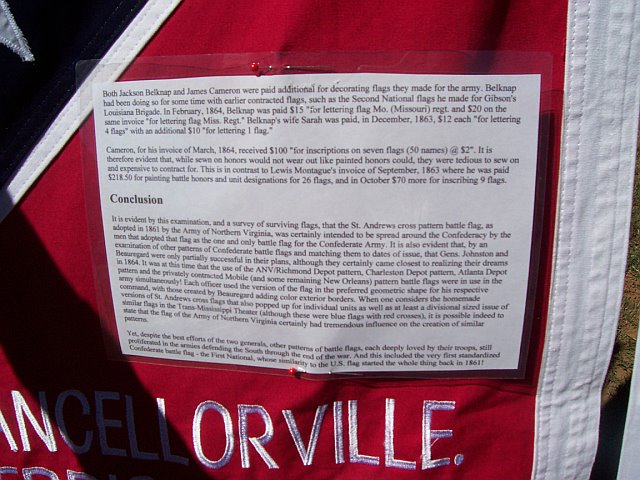 Both Jackson Belknap and James Cameron were paid additional for decorating flags they made for the army. Belknap
had been doing so for some time with earlier contracted flags, such as the Second National flags he made for Gibson's
Louisiana Brigade. In February, 1864, Belknap was paid $15 "for lettering flag Mo. (Missouri) regt. and $20 on the
same invoice "for lettering flag Miss. Regt." Belknap's wife Sarah was paid, in December, 1863, $12 each "for lettering
4 flags" with an additional $10 "for lettering 1 flag."
Cameron, for his invoice of March, 1864, received $100 "for inscriptions on seven flags (50 names) @ $2". It is
therefore evident that, while sewn on honors would not wear out like painted honors could, they were tedious to sew on
and expensive to contract for. This is in contrast to Lewis Montague's invoice of September, 1863 where he was paid
$218.50 for painting battle honors and unit designations for 26 flags, and in October $70 more for inscribing 9 flags.
Conclusion
It is evident by this examination, and a survey of surviving flags, that the St. Andrews cross pattern battle flag, as
adopted in 1861 by the Army of Northern Virginia, was certainly intended to be spread around the Confederacy by the
men that adopted that flag as the one and only battle flag for the Confederate Army. It is also evident that, by an
examination of other patterns of Confederate battle flags and matching them to dates of issue, that Gens. Johnston and
Beauregard were only partially successful in their plans, although they certainly came closest to realizing their dreams
in 1864. It was at this time that the use of the ANV/Richmond Depot pattern, Charleston Depot pattern, Atlanta Depot
pattern and the privately contracted Mobile (and some remaining New Orleans) pattern battle flags were in use in the
army simultaneously! Each officer used the version of the flag in the preferred geometric shape for his respective
command, with those created by Beauregard adding color exterior borders. When one considers the homemade
versions of St. Andrews cross flags that also popped up for individual units as well as at least a divisional sized issue of
similar flags in the Trans-Mississippi Theater (although these were blue flags with red crosses), it is possible indeed to
state that the flag of the Army of Northern Virginia certainly had tremendous influence on the creation of similar
patterns.
Yet, despite the best efforts of the two generals, other patterns of battle flags, each deeply loved by their troops, still
proliferated in the armies defending the South through the end of the war. And this included the very first standardized
Confederate battle flag - the First National, whose similarity to the U.S. flag started the whole thing back in 1861!
ANCELLORVILLE.